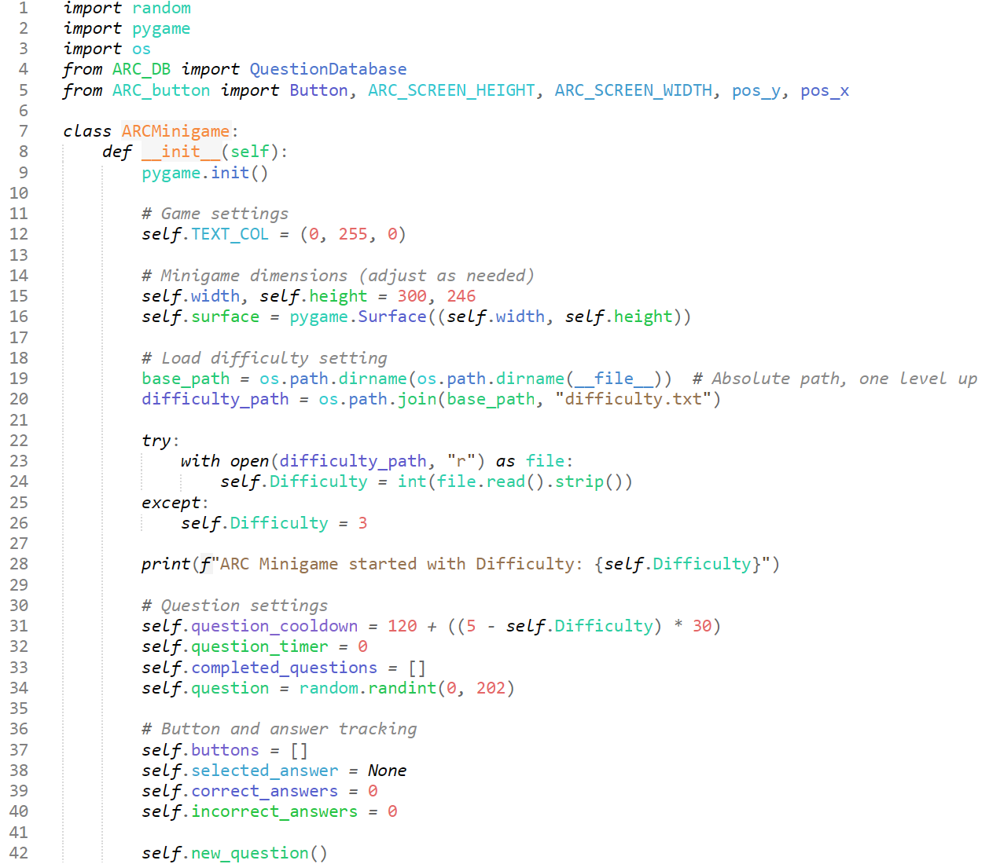 1 import random
2 import pygame
3 import os
4 from ARC_DB import QuestionDatabase
5 from ARC_button import Button, ARC_SCREEN_HEIGHT, ARC_SCREEN_WIDTH, pos_y, pos_x
6
7 class ARCMinigame:
8     def __init__(self):
9         pygame.init()
10
11         # Game settings
12         self.TEXT_COL = (0, 255, 0)
13
14         # Minigame dimensions (adjust as needed)
15         self.width, self.height = 300, 246
16         self.surface = pygame.Surface((self.width, self.height))
17
18         # Load difficulty setting
19         base_path = os.path.dirname(os.path.dirname(__file__))  # Absolute path, one level up
20         difficulty_path = os.path.join(base_path, "difficulty.txt")
21
22         try:
23             with open(difficulty_path, "r") as file:
24                 self.Difficulty = int(file.read().strip())
25         except:
26             self.Difficulty = 3
27
28         print(f"ARC Minigame started with Difficulty: {self.Difficulty}")
29
30         # Question settings
31         self.question_cooldown = 120 + ((5 - self.Difficulty) * 30)
32         self.question_timer = 0
33         self.completed_questions = []
34         self.question = random.randint(0, 202)
35
36         # Button and answer tracking
37         self.buttons = []
38         self.selected_answer = None
39         self.correct_answers = 0
40         self.incorrect_answers = 0
41
42         self.new_question()